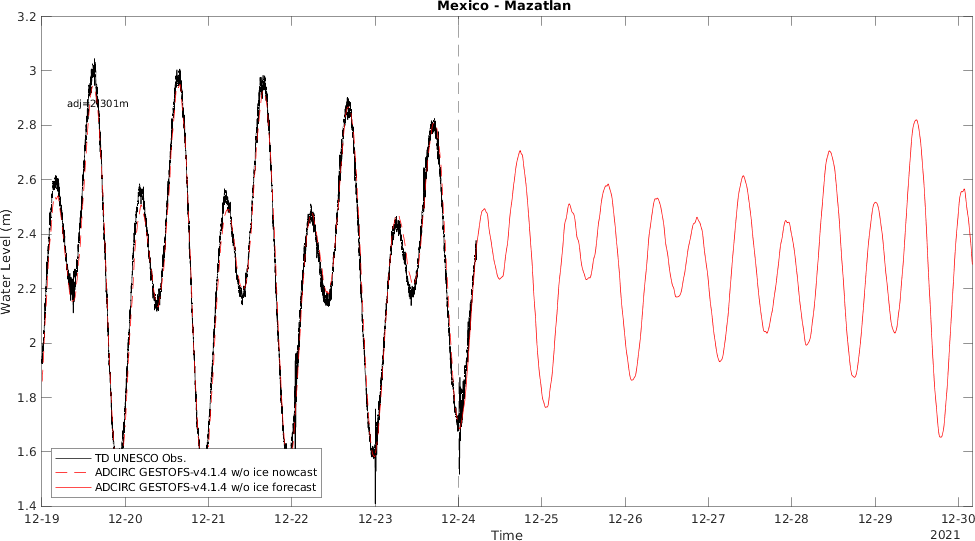 Mexico - Mazatlan
3.2
3
2.8
2.6
2.4
2.2
2
1.8
1.6
1.4
Water Level (m)
adj=2.301m
TD UNESCO Obs.
ADCIRC GESTOFS-v4.1.4 w/o ice nowcast
ADCIRC GESTOFS-v4.1.4 w/o ice forecast
12-19 12-20 12-21 12-22 12-23 12-24 12-25 12-26 12-27 12-28 12-29 12-30
Time
2021